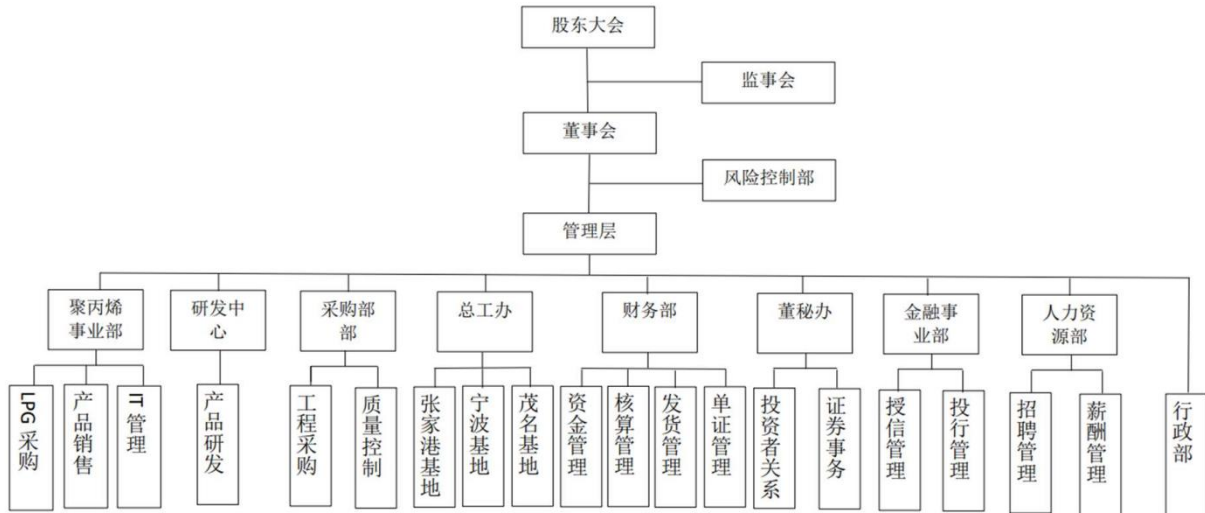 股东大会
监事会
董事会
风险控制部
管理层
聚丙烯
事业部
研发中
心
采购部
部
总工办
财务部
董秘办
金融事
业部
人力资
源部
LPG 采购
产品销售
IT 管理
产品研发
工程采购
质量控制
张家港基地
宁波基地
茂名基地
资金管理
核算管理
发货管理
单证管理
投资者关系
证券事务
授信管理
投行管理
招聘管理
薪酬管理
行政部